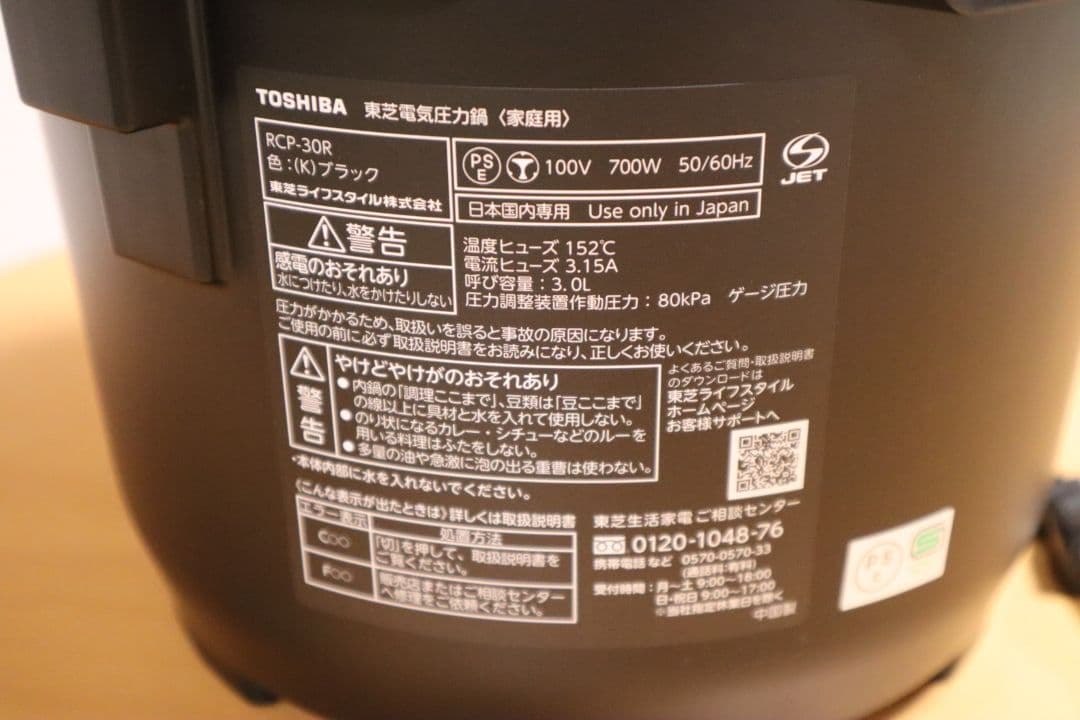 TOSHIBA 東芝電気圧力鍋〈家庭用〉
RCP-30R
色：(K)ブラック
東芝ライフスタイル株式会社
PS
E
100V 700W 50/60Hz
JET
日本国内専用 Use only in Japan
警告
感電のおそれあり
水につけたり、水をかけたりしない
温度ヒューズ 152℃
電流ヒューズ 3.15A
呼び容量：3.0L
圧力調整装置作動圧力：80kPa ゲージ圧力
圧力がかかるため、取扱いを誤ると事故の原因になります。
ご使用の前に必ず取扱説明書をお読みになり、正しくお使いください。
警告
やけどやけがのおそれあり
●内鍋の「調理ここまで」、豆類は「豆ここまで」
の線以上に具材と水を入れて使用しない。
●のり状になるカレー・シチューなどのルーを
用いる料理はふたをしない。
●多量の油や急激に泡の出る重曹は使わない。
・本体内部に水を入れないでください。
よくあるご質問・取扱説明書
のダウンロードは
東芝ライフスタイル
ホームページ
お客様サポートへ
〈こんな表示が出たときは〉詳しくは取扱説明書
エラー表示 処置方法
C○○ 「切」を押して、取扱説明書を
ご覧ください。
F○○ 販売店またはご相談センター
へ修理をご依頼ください。
東芝生活家電 ご相談センター
0120-1048-76
携帯電話など 0570-0570-33
(通話料:有料)
受付時間：月〜土 9:00〜18:00
日・祝日 9:00〜17:00
※当社指定休業日を除く
中国製
PS
E